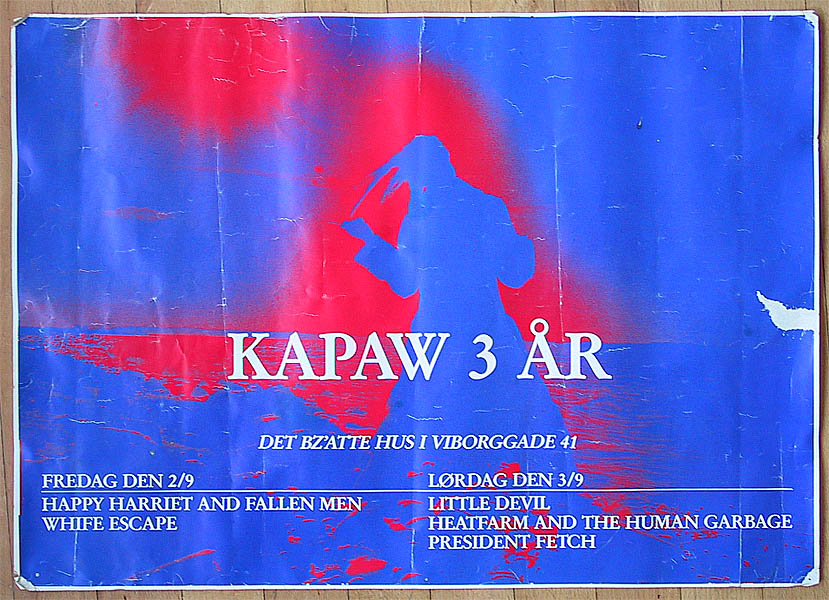 KAPAW 3 ÅR
DET BZ'ATTE HUS I VIBORGGADE 41
FREDAG DEN 2/9
HAPPY HARRIET AND FALLEN MEN
WHIFE ESCAPE
LØRDAG DEN 3/9
LITTLE DEVIL
HEATFARM AND THE HUMAN GARBAGE
PRESIDENT FETCH